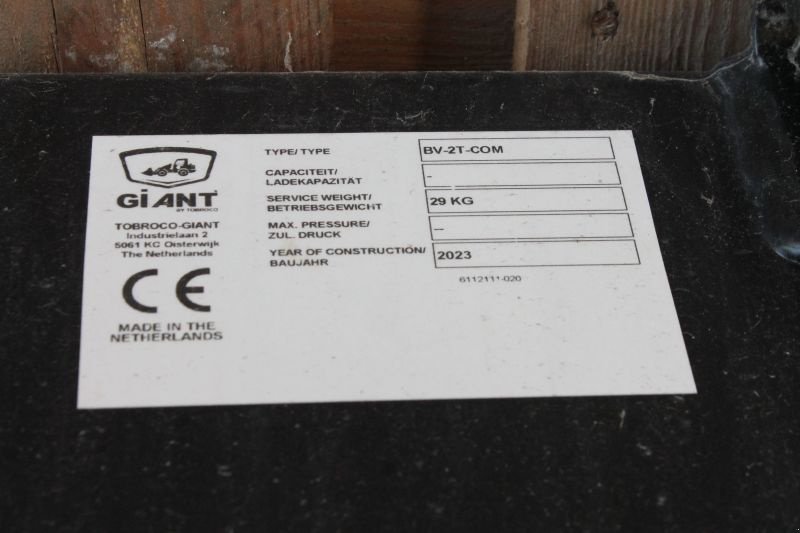 GiANT
BY TOBROCO
TOBROCO-GIANT
Industrielaan 2
5061 KC Oisterwijk
The Netherlands
CE
MADE IN THE
NETHERLANDS
TYPE/ TYPE BV-2T-COM
CAPACITEIT/
LADEKAPAZITÄT -
SERVICE WEIGHT/
BETRIEBSGEWICHT 29 KG
MAX. PRESSURE/
ZUL. DRUCK -
YEAR OF CONSTRUCTION/
BAUJAHR 2023
6112111-020